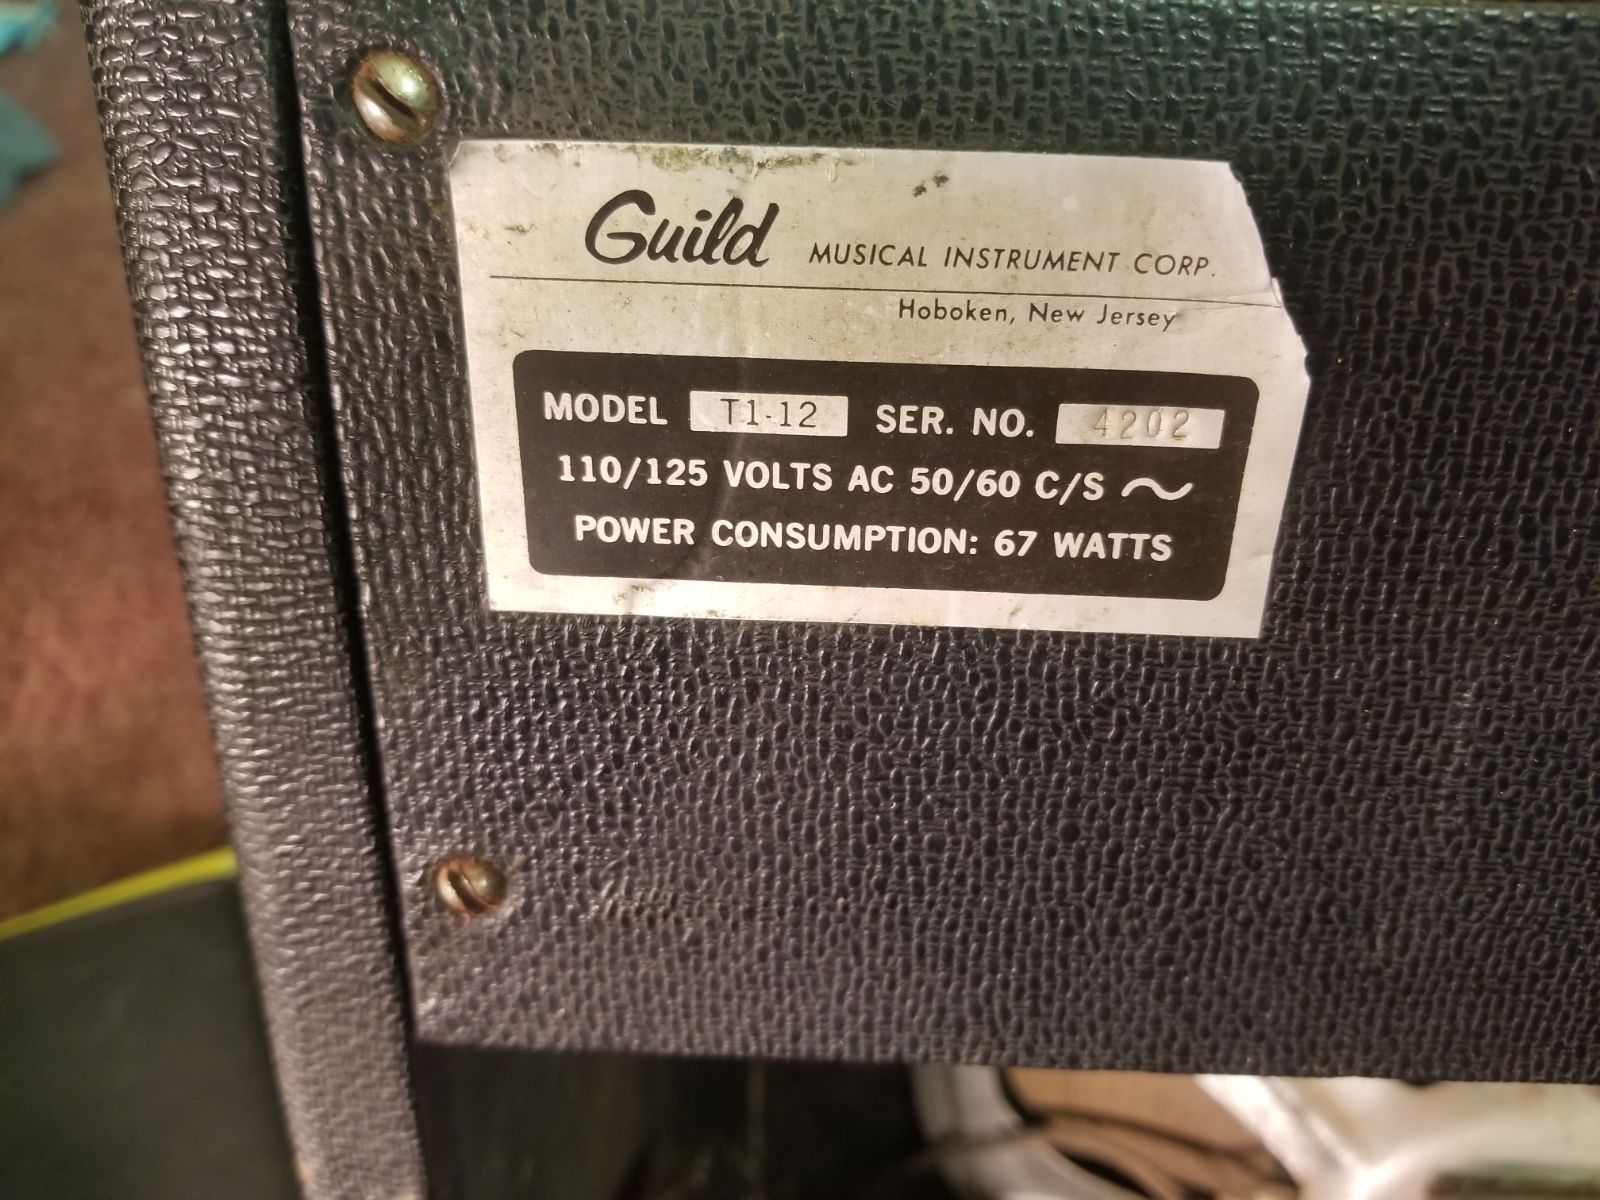 Guild MUSICAL INSTRUMENT CORP.
Hoboken, New Jersey
MODEL T1-12 SER. NO. 4202
110/125 VOLTS AC 50/60 C/S ~
POWER CONSUMPTION: 67 WATTS